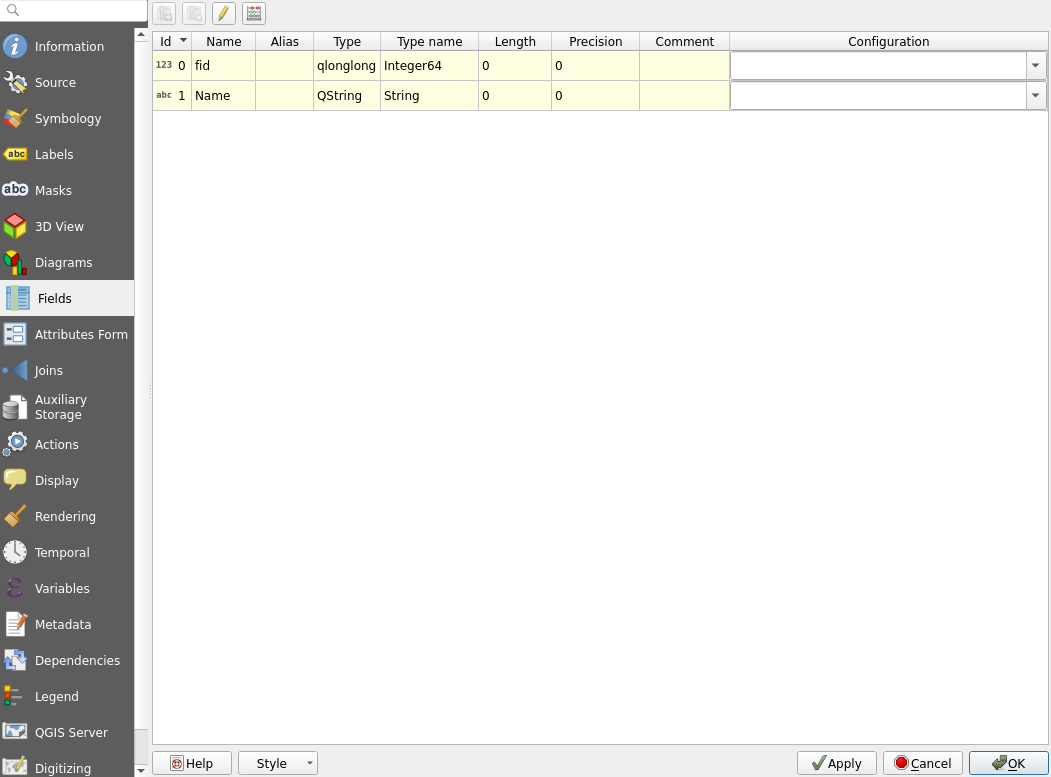 Id Name Alias Type Type name Length Precision Comment Configuration
123 0 fid qlonglong Integer64 0 0
abc 1 Name QString String 0 0
Information
Source
Symbology
abc Labels
abc Masks
3D View
Diagrams
Fields
Attributes Form
Joins
Auxiliary
Storage
Actions
Display
Rendering
Temporal
Variables
Metadata
Dependencies
Legend
QGIS Server
Digitizing
Help Style Apply Cancel OK